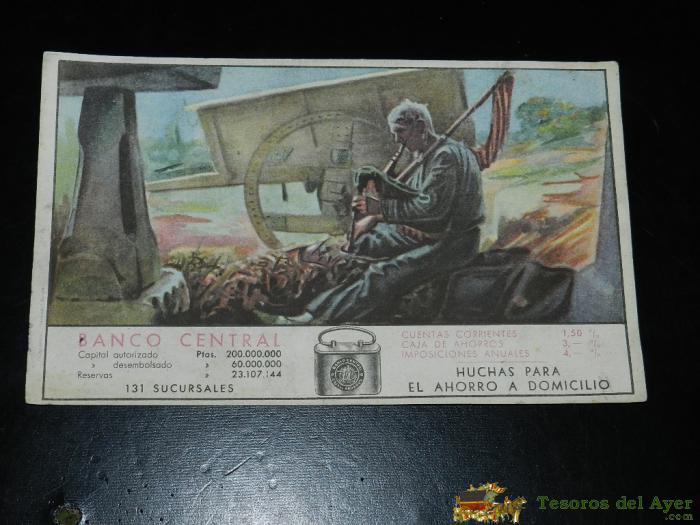 BANCO CENTRAL
Capital autorizado Ptas. 200.000.000
» desembolsado » 60.000.000
Reservas » 23.107.144
131 SUCURSALES
CUENTAS CORRIENTES 1,50 %
CAJA DE AHORROS 3,— %
IMPOSICIONES ANUALES 4,— %
HUCHAS PARA
EL AHORRO A DOMICILIO
Tesoros del Ayer
.com